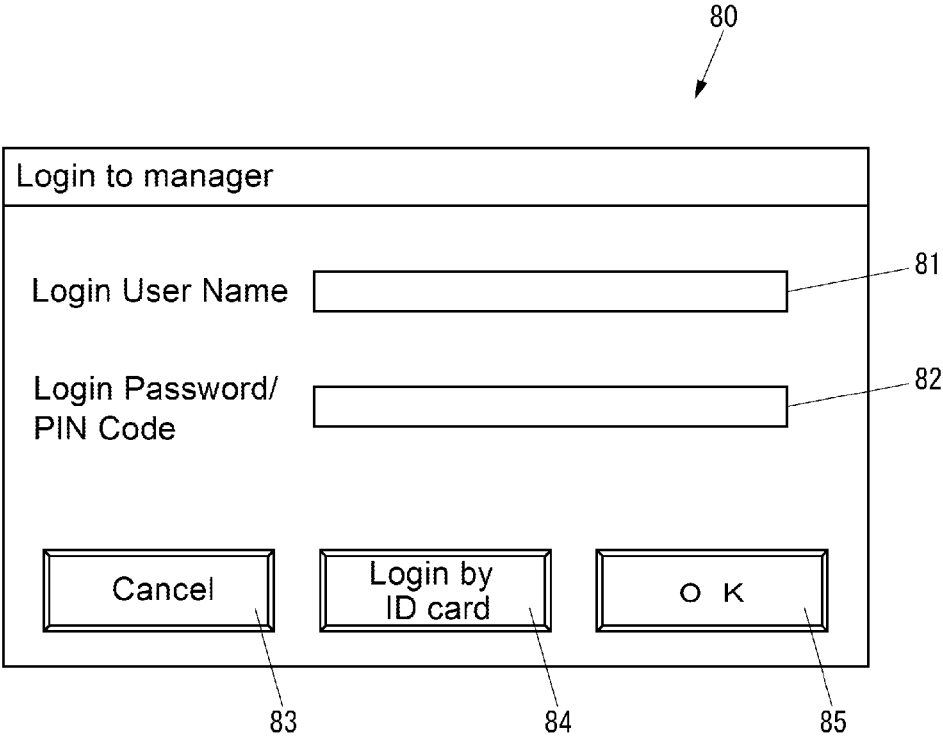 80
Login to manager
Login User Name
81
Login Password/
PIN Code
82
Cancel
Login by
ID card
O K
83
84
85